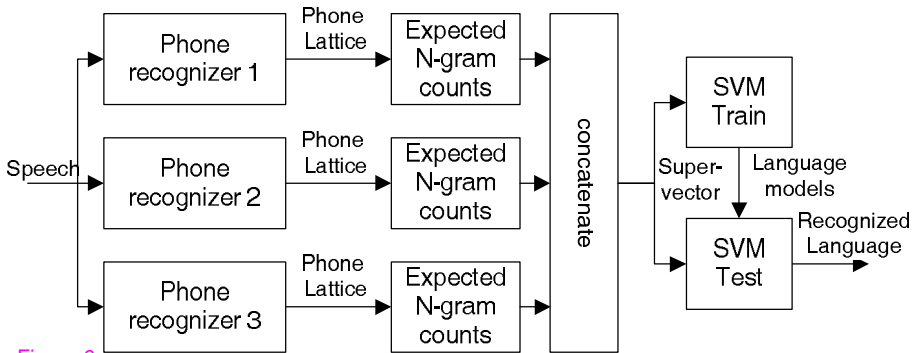 Speech
Phone
recognizer 1
Phone
Lattice
Expected
N-gram
counts
Phone
recognizer 2
Phone
Lattice
Expected
N-gram
counts
Phone
recognizer 3
Phone
Lattice
Expected
N-gram
counts
concatenate
Super-
vector
SVM
Train
Language
models
SVM
Test
Recognized
Language